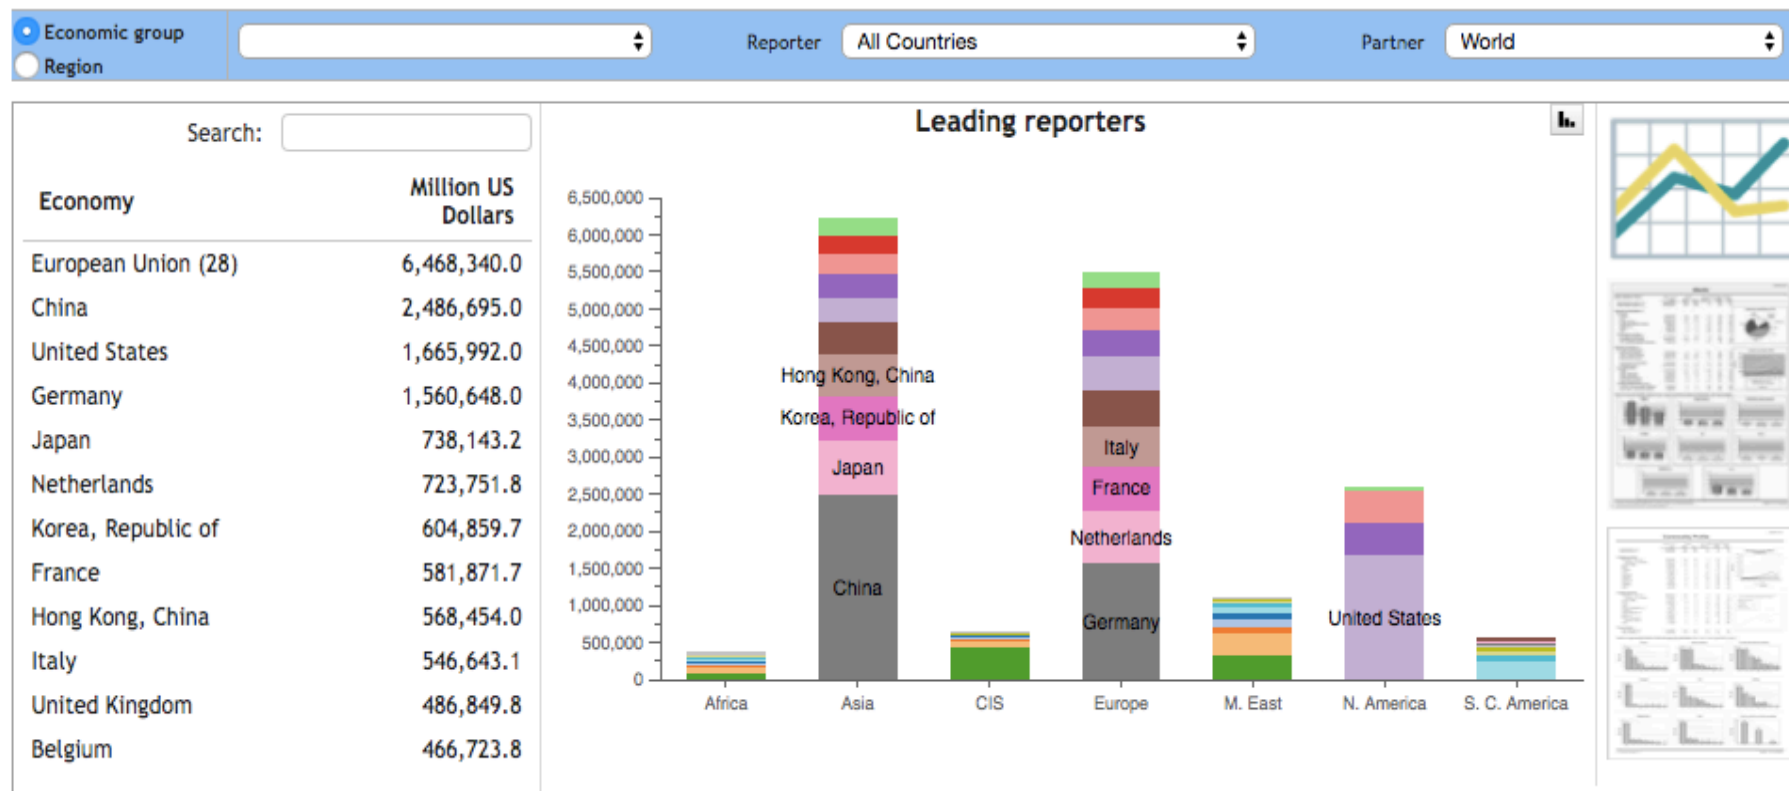 Economic group
Region
Reporter
All Countries
Partner
World
Search:
Economy
Million US
Dollars
European Union (28) 6,468,340.0
China 2,486,695.0
United States 1,665,992.0
Germany 1,560,648.0
Japan 738,143.2
Netherlands 723,751.8
Korea, Republic of 604,859.7
France 581,871.7
Hong Kong, China 568,454.0
Italy 546,643.1
United Kingdom 486,849.8
Belgium 466,723.8
Leading reporters
6,500,000
6,000,000
5,500,000
5,000,000
4,500,000
4,000,000
3,500,000
3,000,000
2,500,000
2,000,000
1,500,000
1,000,000
500,000
0
Hong Kong, China
Korea, Republic of
Japan
China
Italy
France
Netherlands
Germany
United States
Africa Asia CIS Europe M. East N. America S. C. America